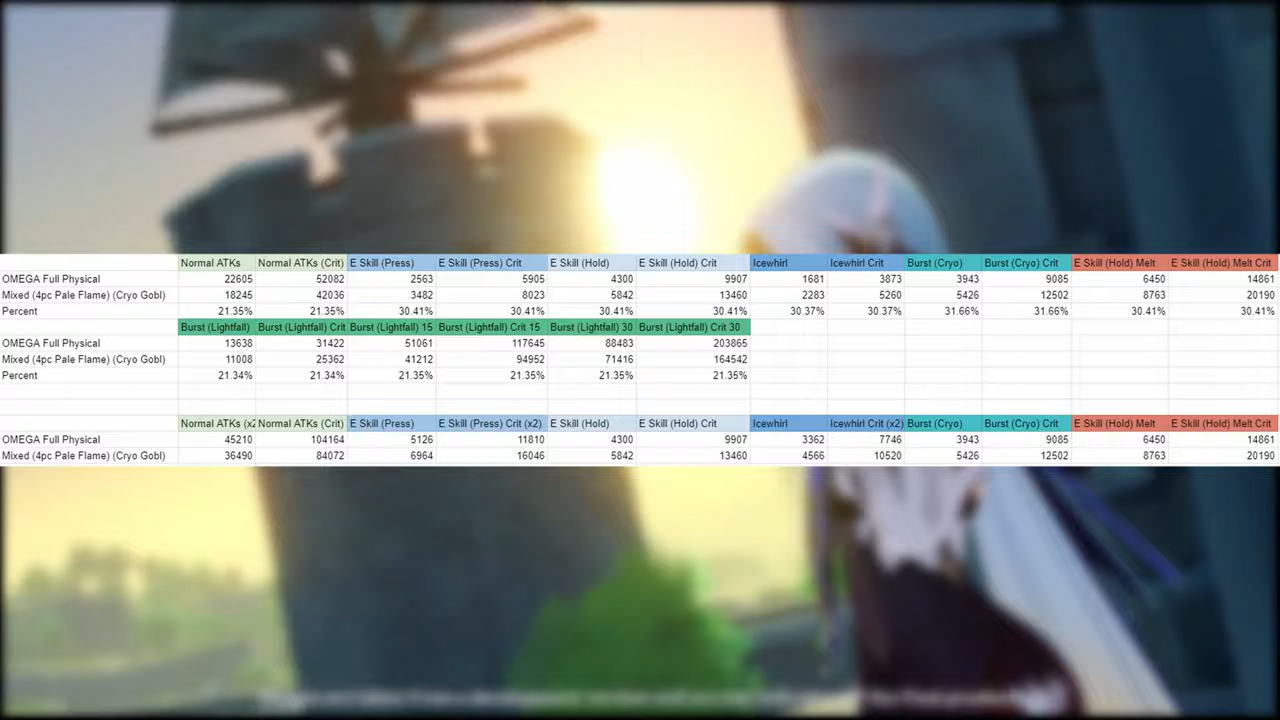 Normal ATKs Normal ATKs (Crit) E Skill (Press) E Skill (Press) Crit E Skill (Hold) E Skill (Hold) Crit Icewhirl Icewhirl Crit Burst (Cryo) Burst (Cryo) Crit E Skill (Hold) Melt E Skill (Hold) Melt Crit
OMEGA Full Physical 22605 52082 2563 5905 4300 9907 1681 3873 3943 9085 6450 14861
Mixed (4pc Pale Flame) (Cryo Gobl) 18245 42036 3482 8023 5842 13460 2283 5260 5426 12502 8763 20190
Percent 21.35% 21.35% 30.41% 30.41% 30.41% 30.41% 30.37% 30.37% 31.66% 31.66% 30.41% 30.41%
Burst (Lightfall) Burst (Lightfall) Crit Burst (Lightfall) 15 Burst (Lightfall) Crit 15 Burst (Lightfall) 30 Burst (Lightfall) Crit 30
OMEGA Full Physical 13638 31422 51061 117645 88483 203865
Mixed (4pc Pale Flame) (Cryo Gobl) 11008 25362 41212 94952 71416 164542
Percent 21.34% 21.34% 21.35% 21.35% 21.35% 21.35%
Normal ATKs (x2 Normal ATKs (Crit) E Skill (Press) E Skill (Press) Crit (x2) E Skill (Hold) E Skill (Hold) Crit Icewhirl Icewhirl Crit (x2) Burst (Cryo) Burst (Cryo) Crit E Skill (Hold) Melt E Skill (Hold) Melt Crit
OMEGA Full Physical 45210 104164 5126 11810 4300 9907 3362 7746 3943 9085 6450 14861
Mixed (4pc Pale Flame) (Cryo Gobl) 36490 84072 6964 16046 5842 13460 4566 10520 5426 12502 8763 20190